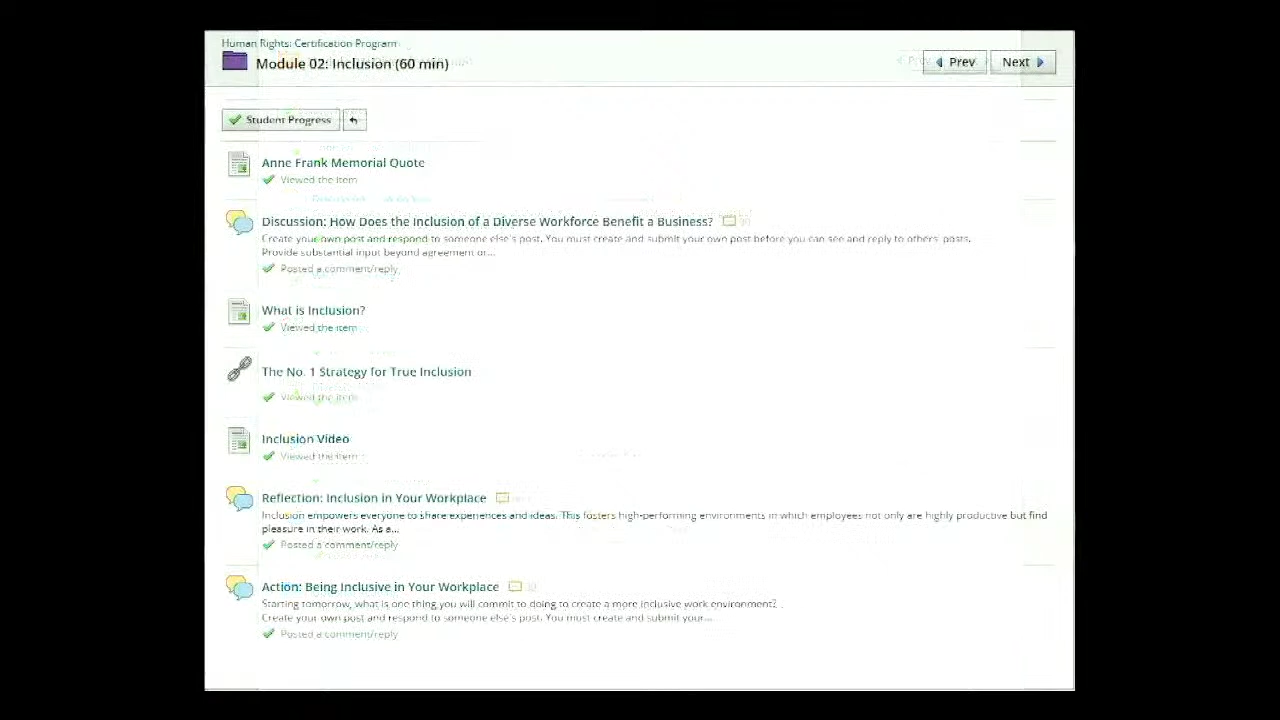 Human Rights: Certification Program
Module 02: Inclusion (60 min)
Prev
Next
Student Progress
Anne Frank Memorial Quote
Viewed the item
Discussion: How Does the Inclusion of a Diverse Workforce Benefit a Business?
Create your own post and respond to someone else's post. You must create and submit your own post before you can see and reply to others' posts.
Provide substantial input beyond agreement or...
Posted a comment/reply
What is Inclusion?
Viewed the item
The No. 1 Strategy for True Inclusion
Viewed the item
Inclusion Video
Viewed the item
Reflection: Inclusion in Your Workplace
Inclusion empowers everyone to share experiences and ideas. This fosters high-performing environments in which employees not only are highly productive but find
pleasure in their work. As a...
Posted a comment/reply
Action: Being Inclusive in Your Workplace
Starting tomorrow, what is one thing you will commit to doing to create a more inclusive work environment?
Create your own post and respond to someone else's post. You must create and submit your...
Posted a comment/reply